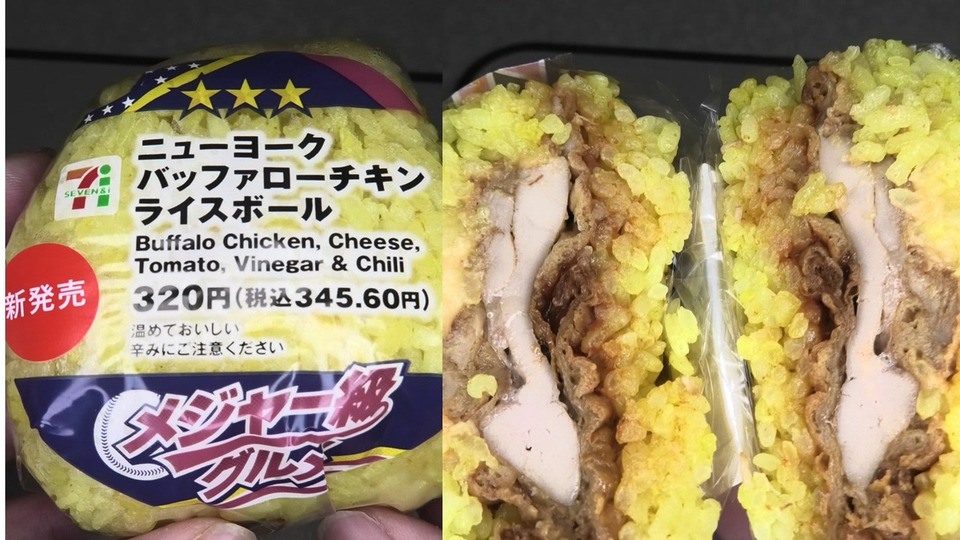 ニューヨーク
バッファローチキン
ライスボール
SEVEN&i
Buffalo Chicken, Cheese,
Tomato, Vinegar & Chili
新発売
320円(税込345.60円)
温めておいしい
辛みにご注意ください
メジャー級
グルメ